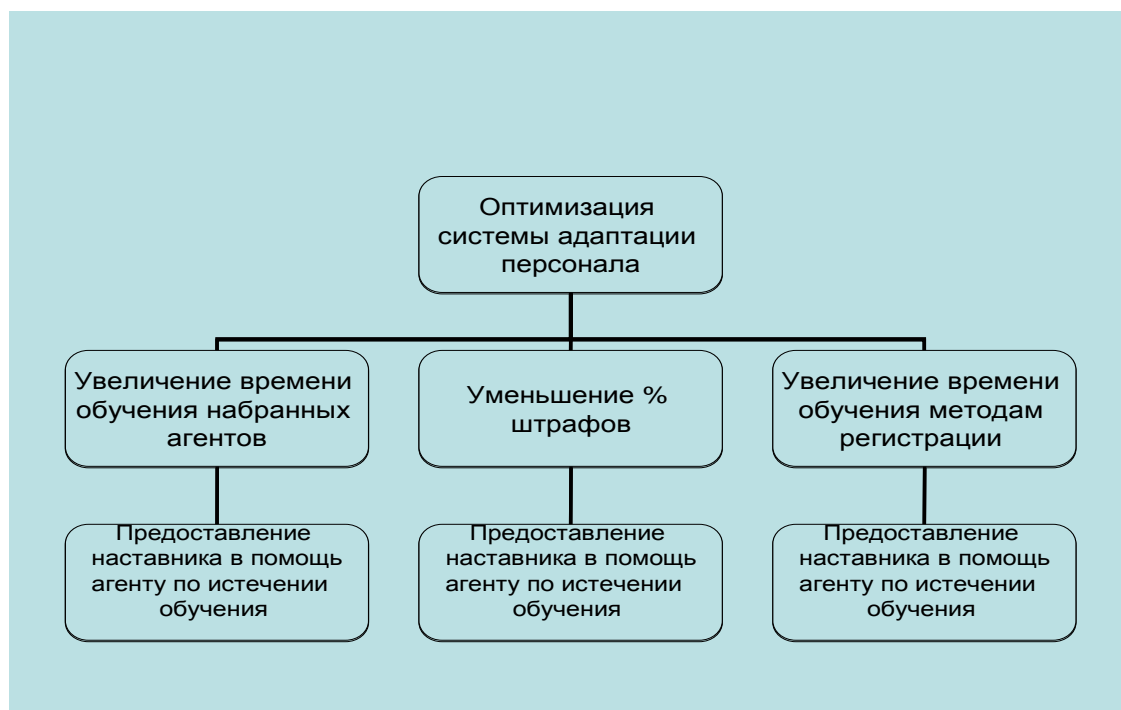 Оптимизация
системы адаптации
персонала
Увеличение времени
обучения набранных
агентов
Уменьшение %
штрафов
Увеличение времени
обучения методам
регистрации
Предоставление
наставника в помощь
агенту по истечении
обучения
Предоставление
наставника в помощь
агенту по истечении
обучения
Предоставление
наставника в помощь
агенту по истечении
обучения